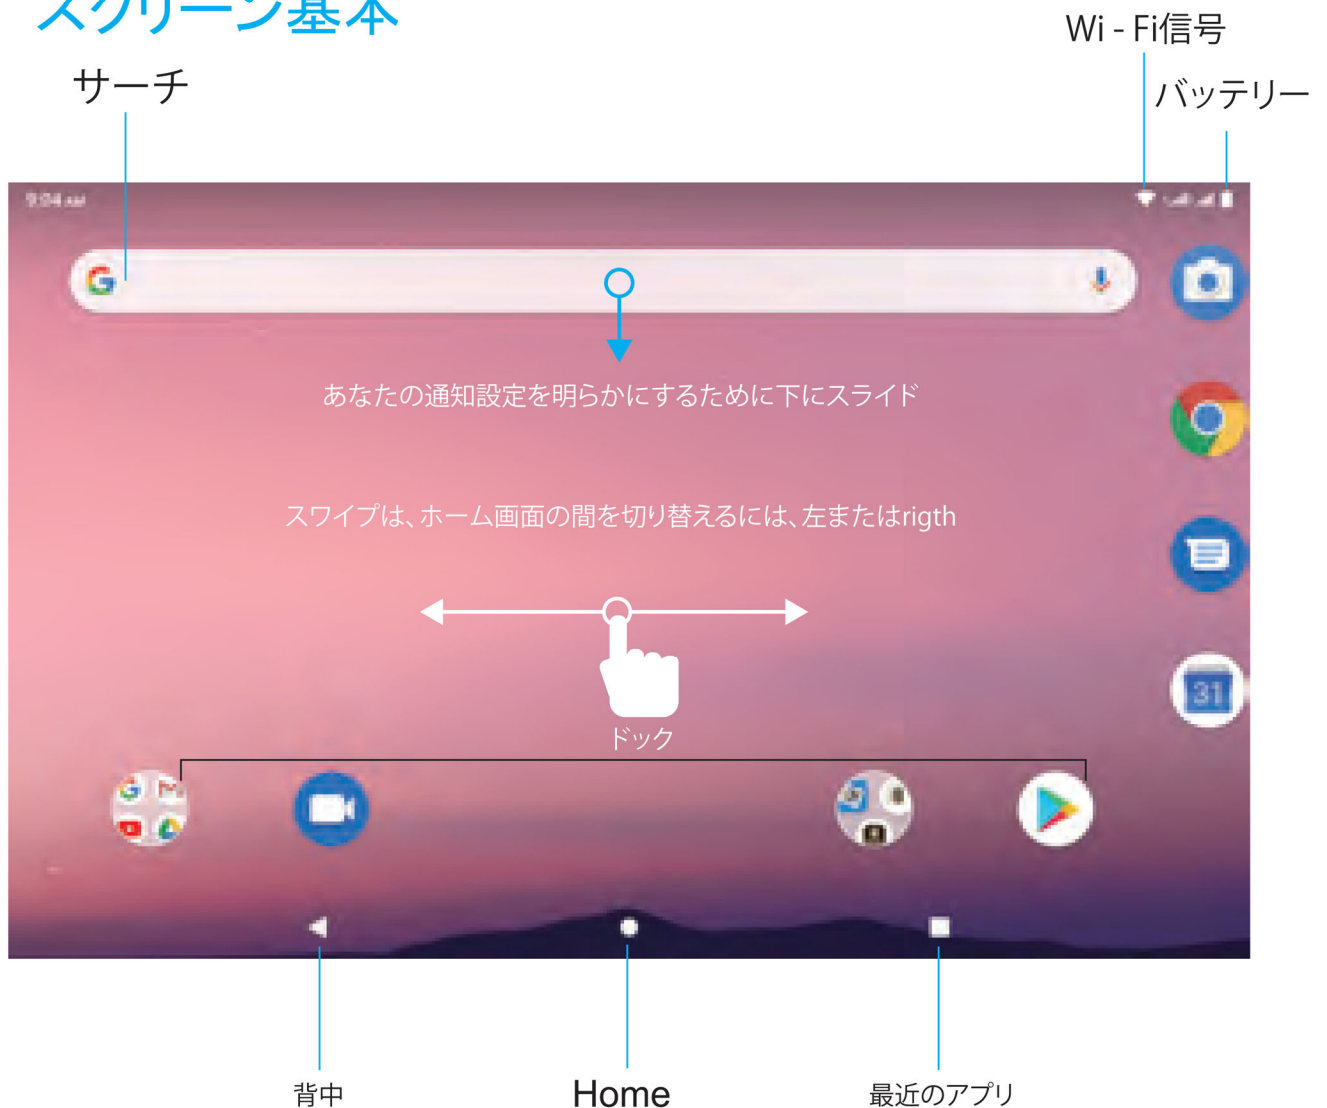 スクリーン基本
Wi - Fi信号
サーチ
バッテリー
9:04 AM
あなたの通知設定を明らかにするために下にスライド
スワイプは、ホーム画面の間を切り替えるには、左またはrigth
31
ドック
背中
Home
最近のアプリ